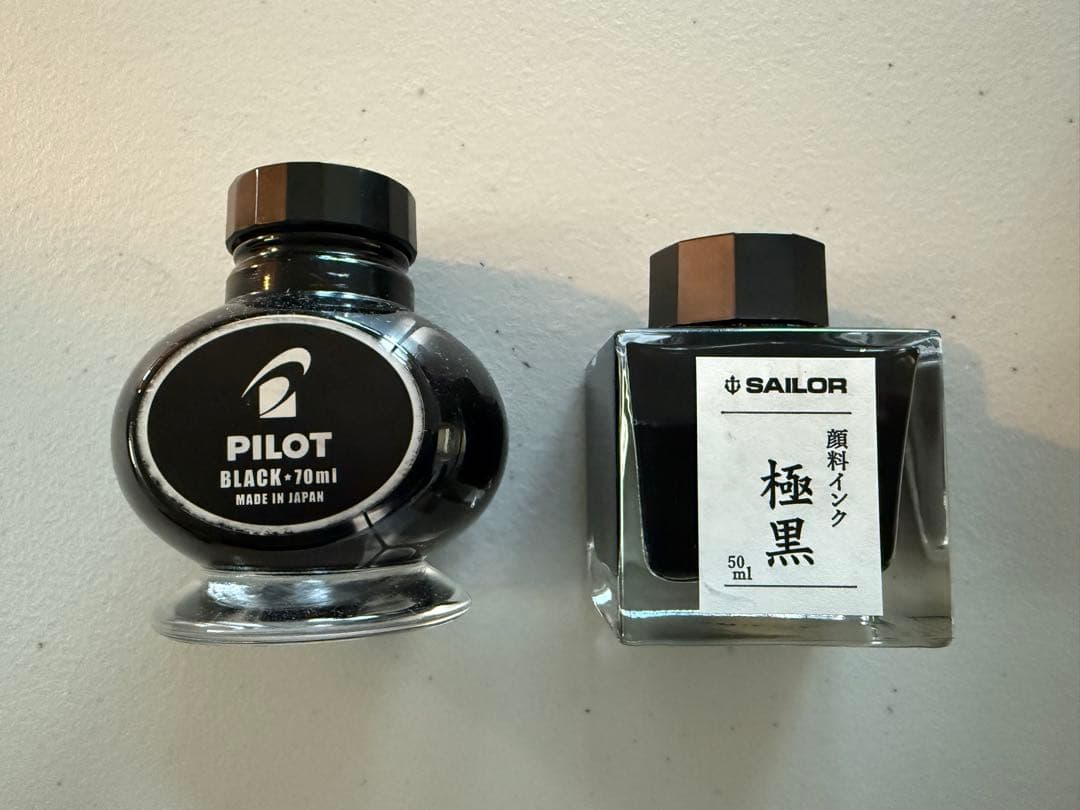 PILOT
BLACK★70ml
MADE IN JAPAN
SAILOR
顔料インク
極黒
50
ml